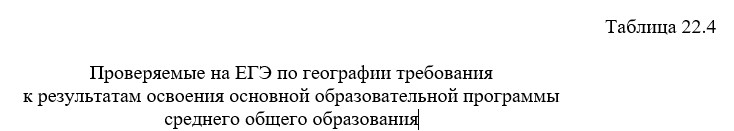 Таблица 22.4
Проверяемые на ЕГЭ по географии требования
к результатам освоения основной образовательной программы
среднего общего образования